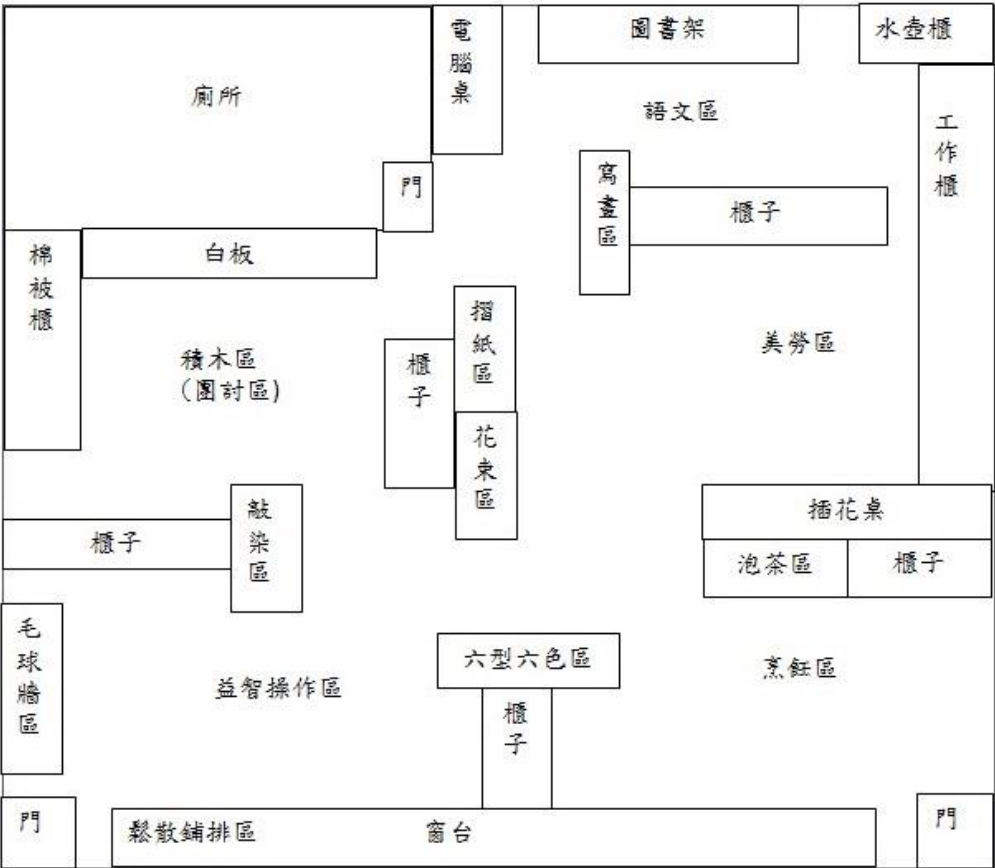 廁所
電腦桌
圖書架
水壺櫃
語文區
工作櫃
門
寫畫區
櫃子
棉被櫃
白板
摺紙區
美勞區
積木區
(團討區)
櫃子
花束區
敲染區
插花桌
櫃子
泡茶區
櫃子
毛球牆區
六型六色區
烹飪區
益智操作區
櫃子
門
鬆散鋪排區
窗台
門